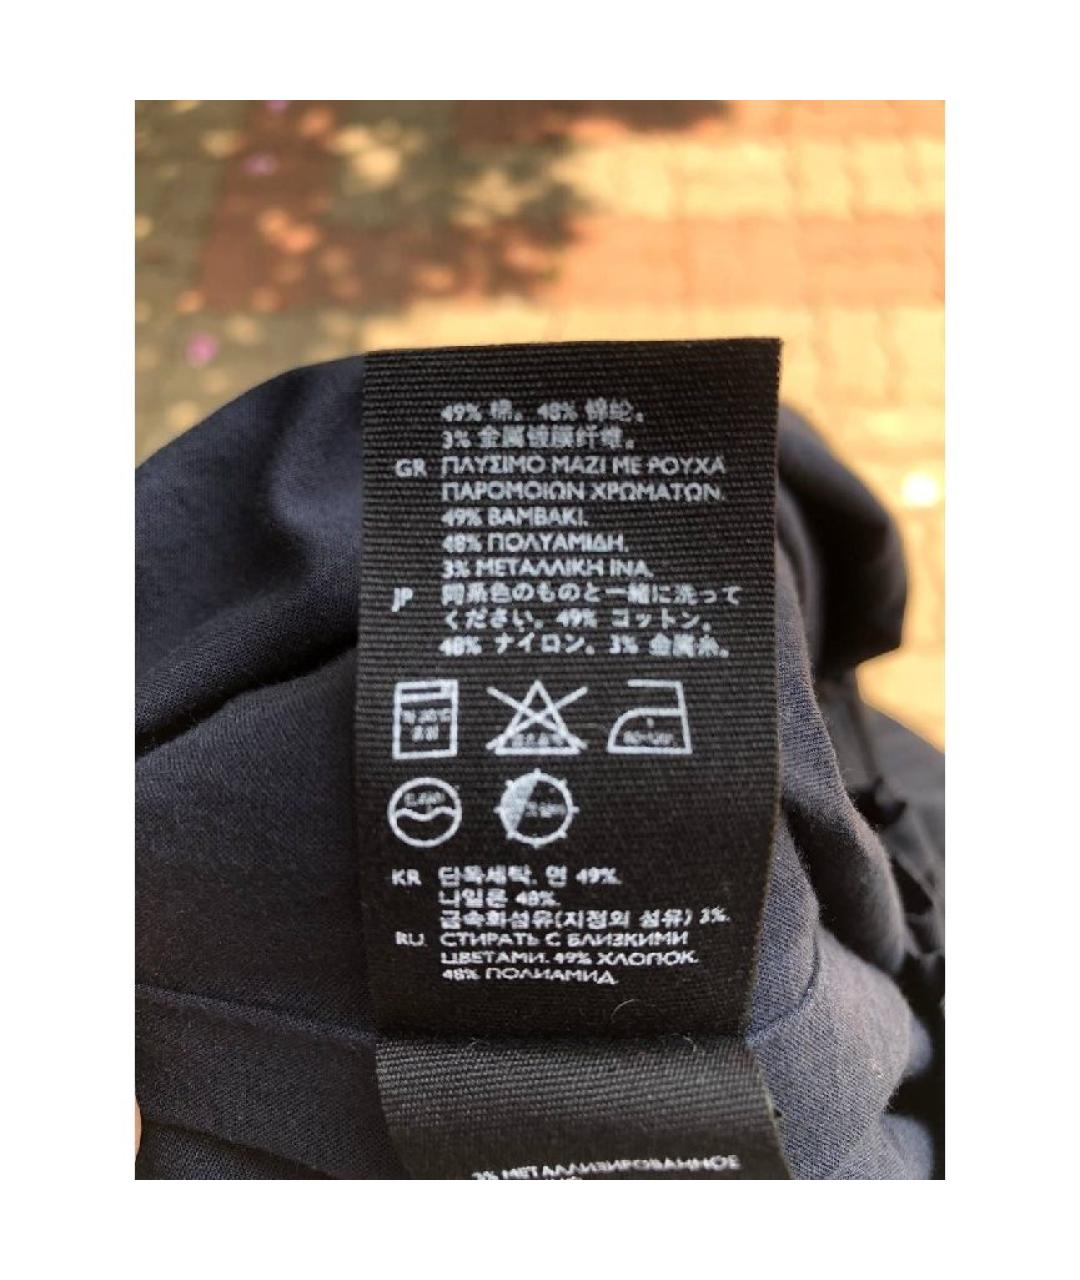 49% 棉。 48% 锦纶。
3% 金属镀膜纤维。
GR ΠΛΥΣΙΜΟ ΜΑΖΙ ΜΕ ΡΟΥΧΑ
ΠΑΡΟΜΟΙΩΝ ΧΡΩΜΑΤΩΝ.
49% ΒΑΜΒΑΚΙ.
48% ΠΟΛΥΑΜΙΔΗ.
3% ΜΕΤΑΛΛΙΚΗ ΙΝΑ.
JP 同系色のものと一緒に洗って
ください。 49% コットン。
48% ナイロン。 3% 金属糸。
KR 단독세탁. 면 49%.
나일론 48%.
금속화섬유(지정외 섬유) 3%.
RU СТИРАТЬ С БЛИЗКИМИ
ЦВЕТАМИ. 49% ХЛОПОК.
48% ПОЛИАМИД.
3% МЕТАЛЛИЗИРОВАННОЕ